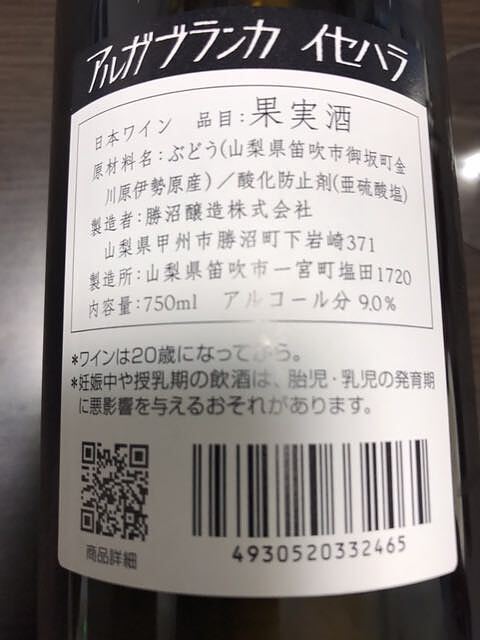 アルガブランカ イセハラ
日本ワイン 品目:果実酒
原材料名:ぶどう(山梨県笛吹市御坂町金
川原伊勢原産)/酸化防止剤(亜硫酸塩)
製造者:勝沼醸造株式会社
山梨県甲州市勝沼町下岩崎371
製造所:山梨県笛吹市一宮町塩田1720
内容量:750ml アルコール分 9.0%
*ワインは20歳になってから。
*妊娠中や授乳期の飲酒は、胎児・乳児の発育期
に悪影響を与えるおそれがあります。
商品詳細
4930520332465